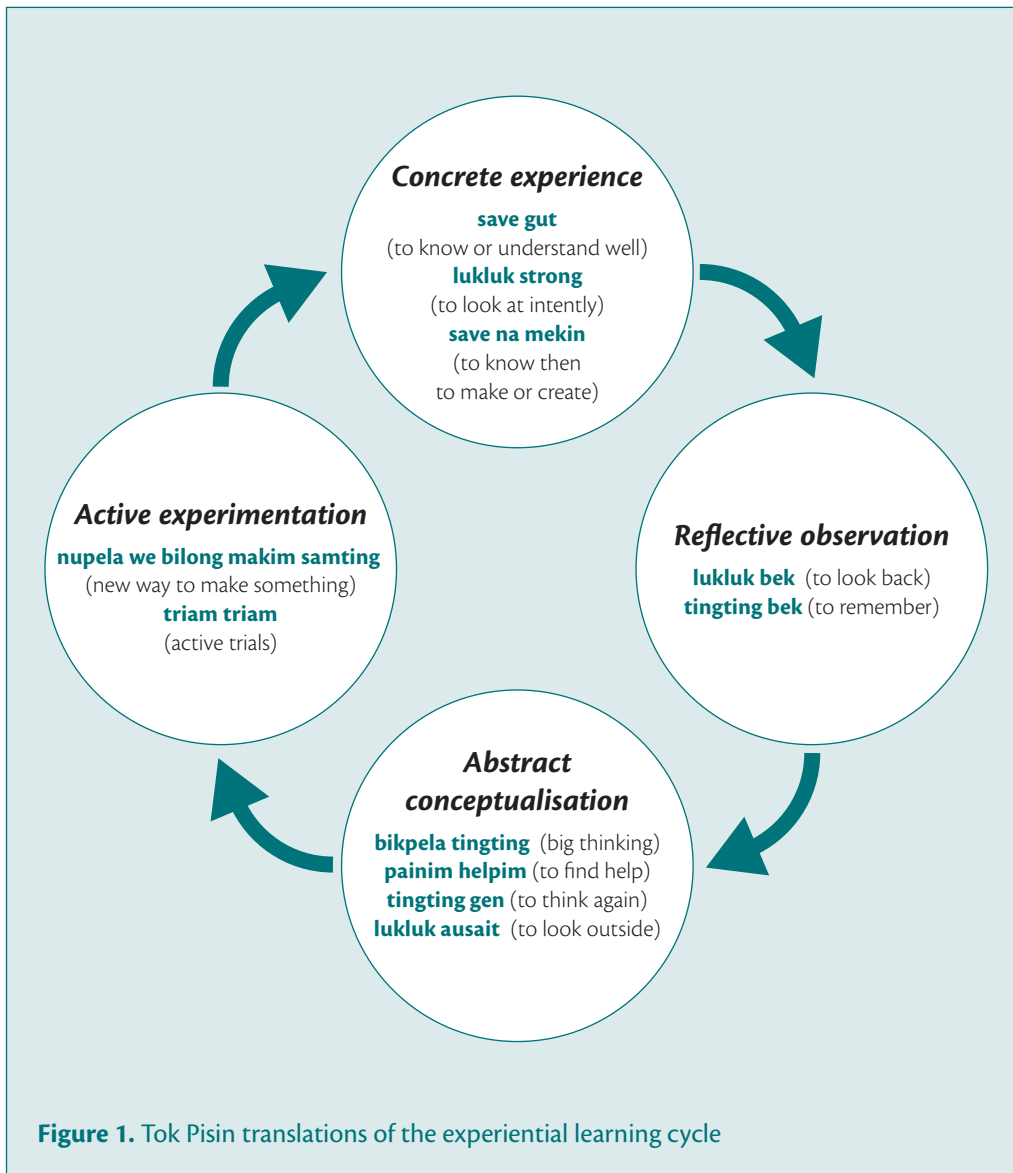 Concrete experience
save gut
(to know or understand well)
lukluk strong
(to look at intently)
save na mekin
(to know then
to make or create)
Active experimentation
nupela we bilong makim samting
(new way to make something)
triam triam
(active trials)
Reflective observation
lukluk bek (to look back)
tingting bek (to remember)
Abstract
conceptualisation
bikpela tingting (big thinking)
painim helpim (to find help)
tingting gen (to think again)
lukluk ausait (to look outside)
Figure 1. Tok Pisin translations of the experiential learning cycle